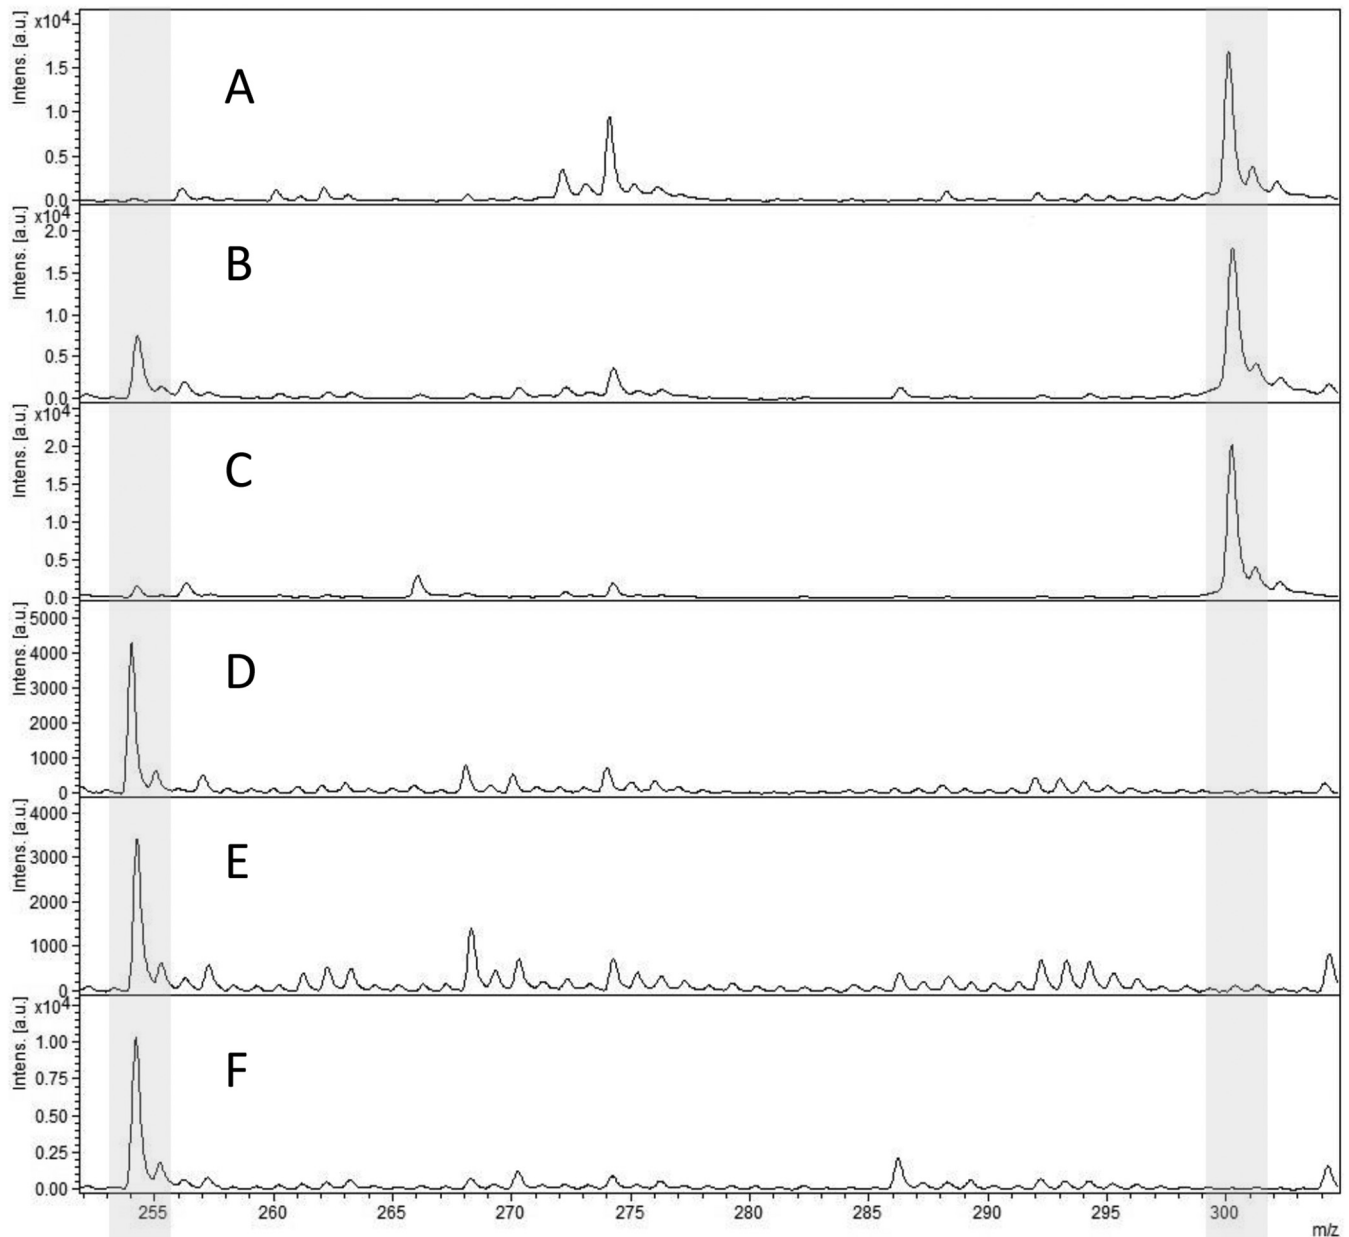 x10⁴
Intens. [a.u.]
A
1.5
1.0
0.5
0.0
x10⁴
Intens. [a.u.]
B
2.0
1.5
1.0
0.5
0.0
x10⁴
Intens. [a.u.]
C
2.0
1.5
1.0
0.5
0.0
Intens. [a.u.]
D
5000
4000
3000
2000
1000
0
Intens. [a.u.]
E
4000
3000
2000
1000
0
x10⁴
Intens. [a.u.]
F
1.00
0.75
0.50
0.25
0.00
255 260 265 270 275 280 285 290 295 300
m/z